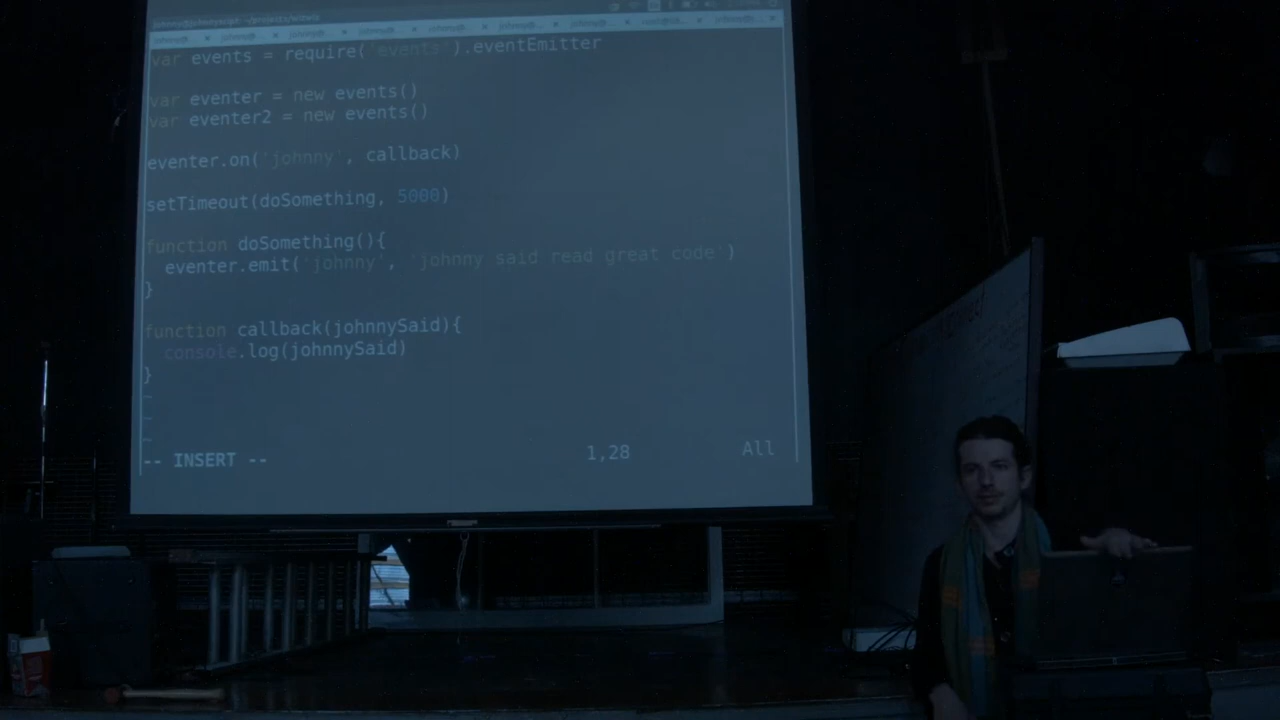 var events = require('events').eventEmitter
var eventer = new events()
var eventer2 = new events()
eventer.on('johnny', callback)
setTimeout(doSomething, 5000)
function doSomething(){
eventer.emit('johnny', 'johnny said read great code')
}
function callback(johnnySaid){
console.log(johnnySaid)
}
~
~
~
-- INSERT -- 1,28 All